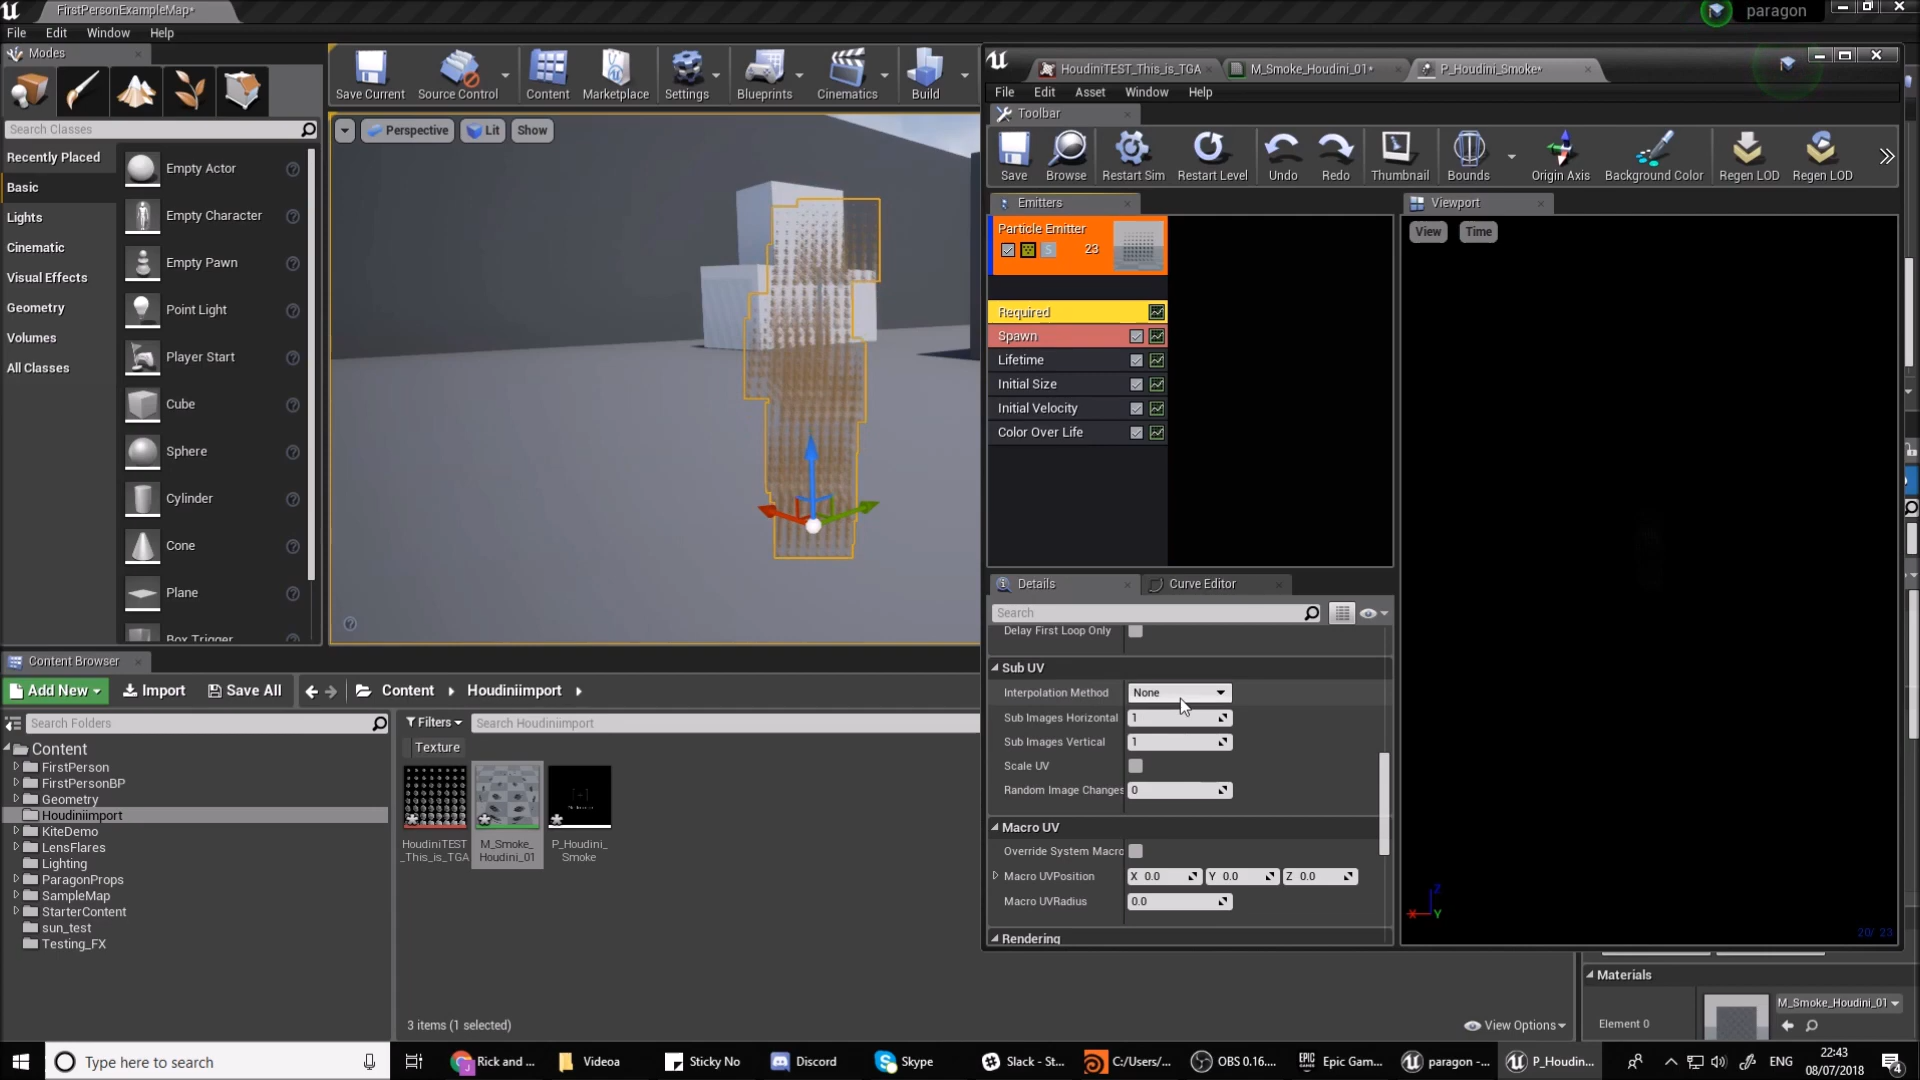 FirstPersonExampleMap*
paragon
File Edit Window Help
Modes
Search Classes
Recently Placed
Basic
Lights
Cinematic
Visual Effects
Geometry
Volumes
All Classes
Empty Actor
Empty Character
Empty Pawn
Point Light
Player Start
Cube
Sphere
Cylinder
Cone
Plane
Box Trigger
Save Current
Source Control
Content
Marketplace
Settings
Blueprints
Cinematics
Build
Perspective
Lit
Show
HoudiniTEST_This_is_TGA
M_Smoke_Houdini_01*
P_Houdini_Smoke*
File Edit Asset Window Help
Toolbar
Save
Browse
Restart Sim
Restart Level
Undo
Redo
Thumbnail
Bounds
Origin Axis
Background Color
Regen LOD
Regen LOD
Emitters
Particle Emitter
S 23
Required
Spawn
Lifetime
Initial Size
Initial Velocity
Color Over Life
Viewport
View
Time
X
Z
Y
20/ 23
Details
Curve Editor
Search
Delay First Loop Only
Sub UV
Interpolation Method None
Sub Images Horizontal 1
Sub Images Vertical 1
Scale UV
Random Image Changes 0
Macro UV
Override System Macro
Macro UVPosition X 0.0 Y 0.0 Z 0.0
Macro UVRadius 0.0
Rendering
Materials
Element 0
M_Smoke_Houdini_01
Content Browser
Add New
Import
Save All
Content
Houdiniimport
Search Folders
Content
FirstPerson
FirstPersonBP
Geometry
Houdiniimport
KiteDemo
LensFlares
Lighting
ParagonProps
SampleMap
StarterContent
sun_test
Testing_FX
Filters
Search Houdiniimport
Texture
HoudiniTEST
_This_is_TGA
M_Smoke_
Houdini_01
P_Houdini_
Smoke
3 items (1 selected)
View Options
Type here to search
Rick and ...
Videoa
Sticky No
Discord
Skype
Slack - St...
C:/Users/...
OBS 0.16....
Epic Gam...
paragon -...
P_Houdin...
ENG
22:43
08/07/2018
4